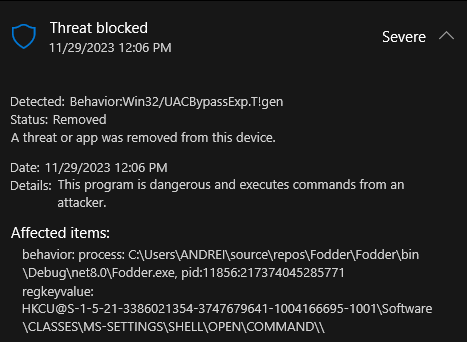 Threat blocked
11/29/2023 12:06 PM
Severe
Detected: Behavior:Win32/UACBypassExp.T!gen
Status: Removed
A threat or app was removed from this device.
Date: 11/29/2023 12:06 PM
Details: This program is dangerous and executes commands from an
attacker.
Affected items:
behavior: process: C:\Users\ANDREI\source\repos\Fodder\Fodder\bin
\Debug\net8.0\Fodder.exe, pid:11856:217374045285771
regkeyvalue:
HKCU@S-1-5-21-3386021354-3747679641-1004166695-1001\Software
\CLASSES\MS-SETTINGS\SHELL\OPEN\COMMAND\\